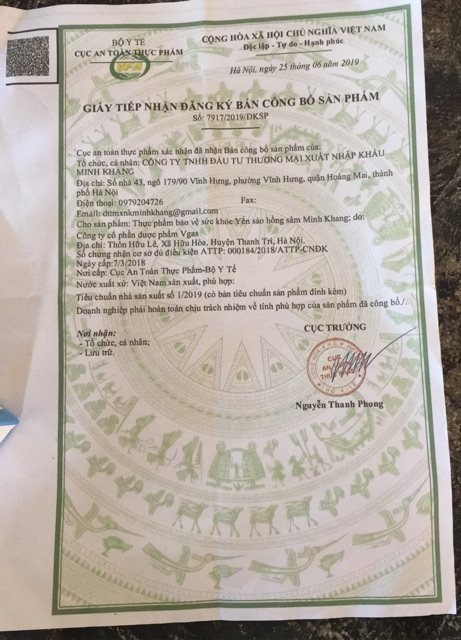 BỘ Y TẾ
CỤC AN TOÀN THỰC PHẨM
VFA
CỘNG HÒA XÃ HỘI CHỦ NGHĨA VIỆT NAM
Độc lập - Tự do - Hạnh phúc
Hà Nội, ngày 25 tháng 06 năm 2019
GIẤY TIẾP NHẬN ĐĂNG KÝ BẢN CÔNG BỐ SẢN PHẨM
Số: 7917/2019/ĐKSP
Cục an toàn thực phẩm xác nhận đã nhận Bản công bố sản phẩm của:
Tổ chức, cá nhân: CÔNG TY TNHH ĐẦU TƯ THƯƠNG MẠI XUẤT NHẬP KHẨU
MINH KHANG
Địa chỉ: Số nhà 43, ngõ 179/90 Vĩnh Hưng, phường Vĩnh Hưng, quận Hoàng Mai, thành
phố Hà Nội
Điện thoại: 0979204726 Fax:
Email: dtmxnkminhkhang@gmail.com
Cho sản phẩm: Thực phẩm bảo vệ sức khỏe Yến sào hồng sâm Minh Khang; do:
Công ty cổ phần dược phẩm Vgas
Địa chỉ: Thôn Hữu Lê, Xã Hữu Hòa, Huyện Thanh Trì, Hà Nội.
Số chứng nhận cơ sở đủ điều kiện ATTP: 000184/2018/ATTP-CNĐK
Ngày cấp:7/3/2018
Nơi cấp: Cục An Toàn Thực Phẩm-Bộ Y Tế
Nước xuất xứ: Việt Nam sản xuất, phù hợp:
Tiêu chuẩn nhà sản xuất số 1/2019 (có bản tiêu chuẩn sản phẩm đính kèm)
Doanh nghiệp phải hoàn toàn chịu trách nhiệm về tính phù hợp của sản phẩm đã công bố./.
Nơi nhận:
- Tổ chức, cá nhân;
- Lưu trữ.
CỤC TRƯỞNG
CỤC
AN TOÀN
THỰC PHẨM
Nguyễn Thanh Phong